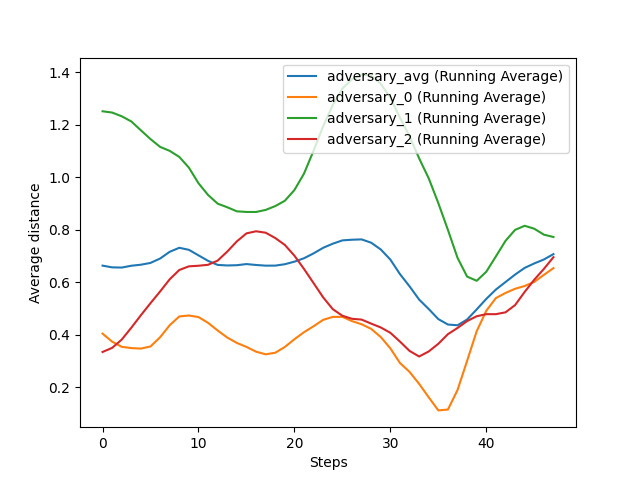 1.4
1.2
1.0
0.8
0.6
0.4
0.2
Average distance
adversary_avg (Running Average)
adversary_0 (Running Average)
adversary_1 (Running Average)
adversary_2 (Running Average)
0 10 20 30 40
Steps